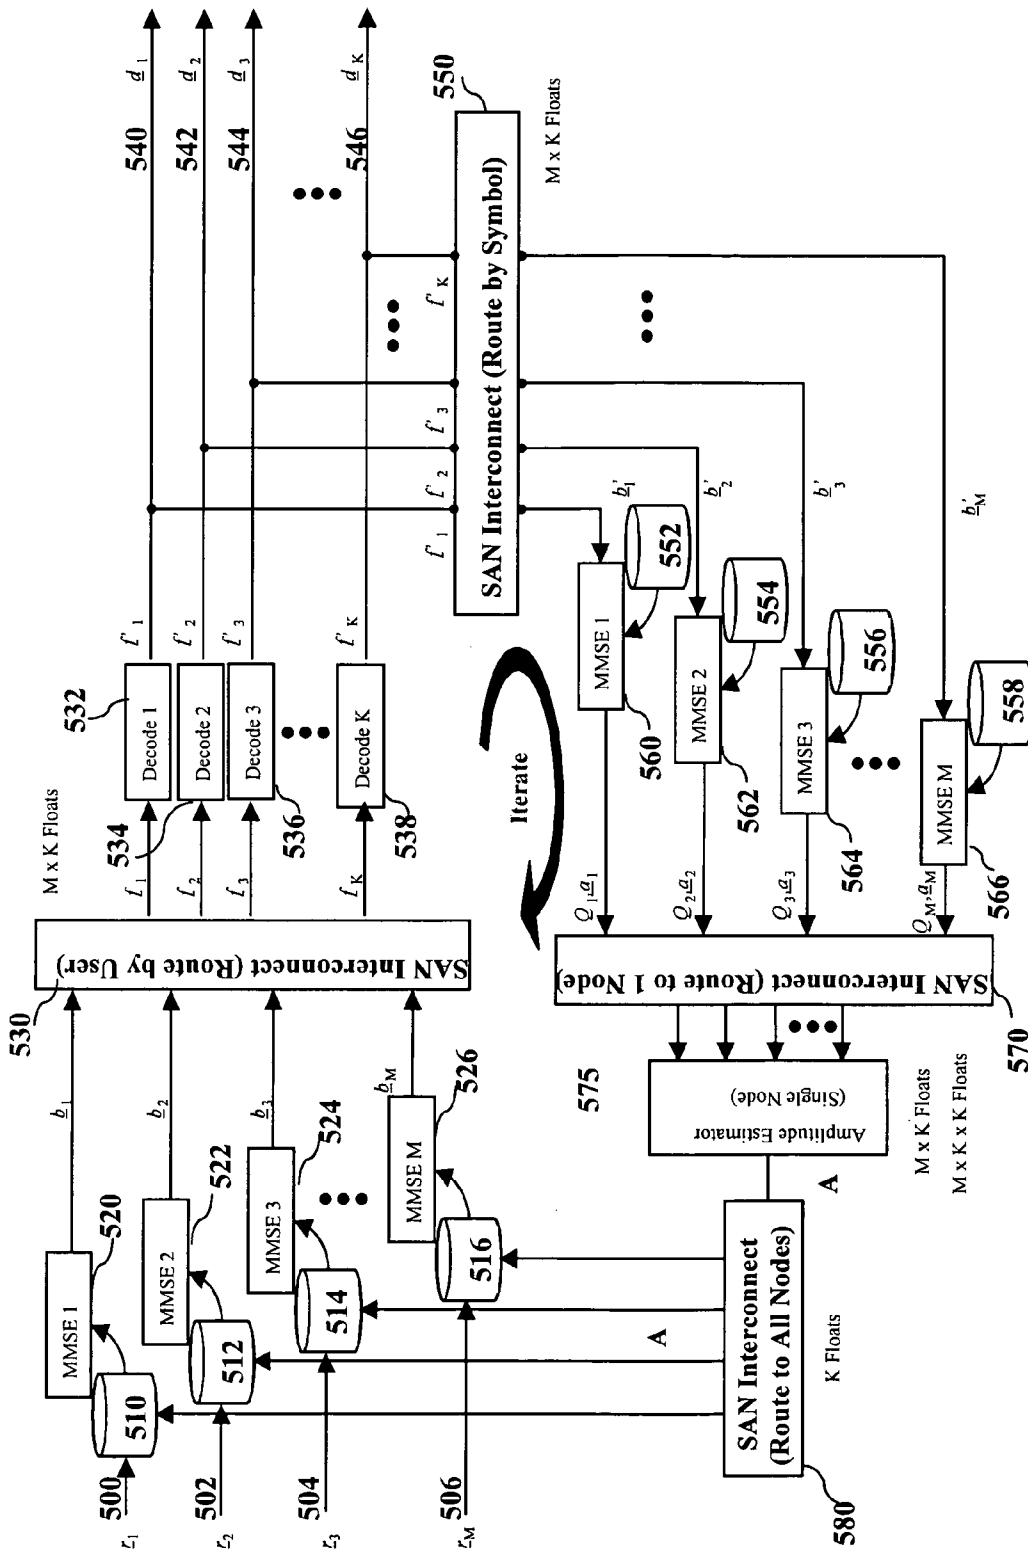 r1 500
r2 502
r3 504
rM 506
510
512
514
516
MMSE 1
520
MMSE 2
522
MMSE 3
524
MMSE M
526
b1
b2
b3
bM
530
SAN Interconnect (Route by User)
M x K Floats
f1
f2
f3
fK
532
Decode 1
534
Decode 2
Decode 3
536
Decode K
538
f'1
f'2
f'3
f'K
540
542
544
546
d1
d2
d3
dK
f'1
f'2
f'3
f'K
SAN Interconnect (Route by Symbol)
550
M x K Floats
b'1
b'2
b'3
b'M
552
554
556
558
MMSE 1
560
MMSE 2
562
MMSE 3
564
MMSE M
566
Iterate
Q1,a1
Q2,a2
Q3,a3
QM,aM
SAN Interconnect (Route to 1 Node)
570
575
Amplitude Estimator
(Single Node)
M x K Floats
M x K x K Floats
A
A
SAN Interconnect
(Route to All Nodes)
K Floats
580